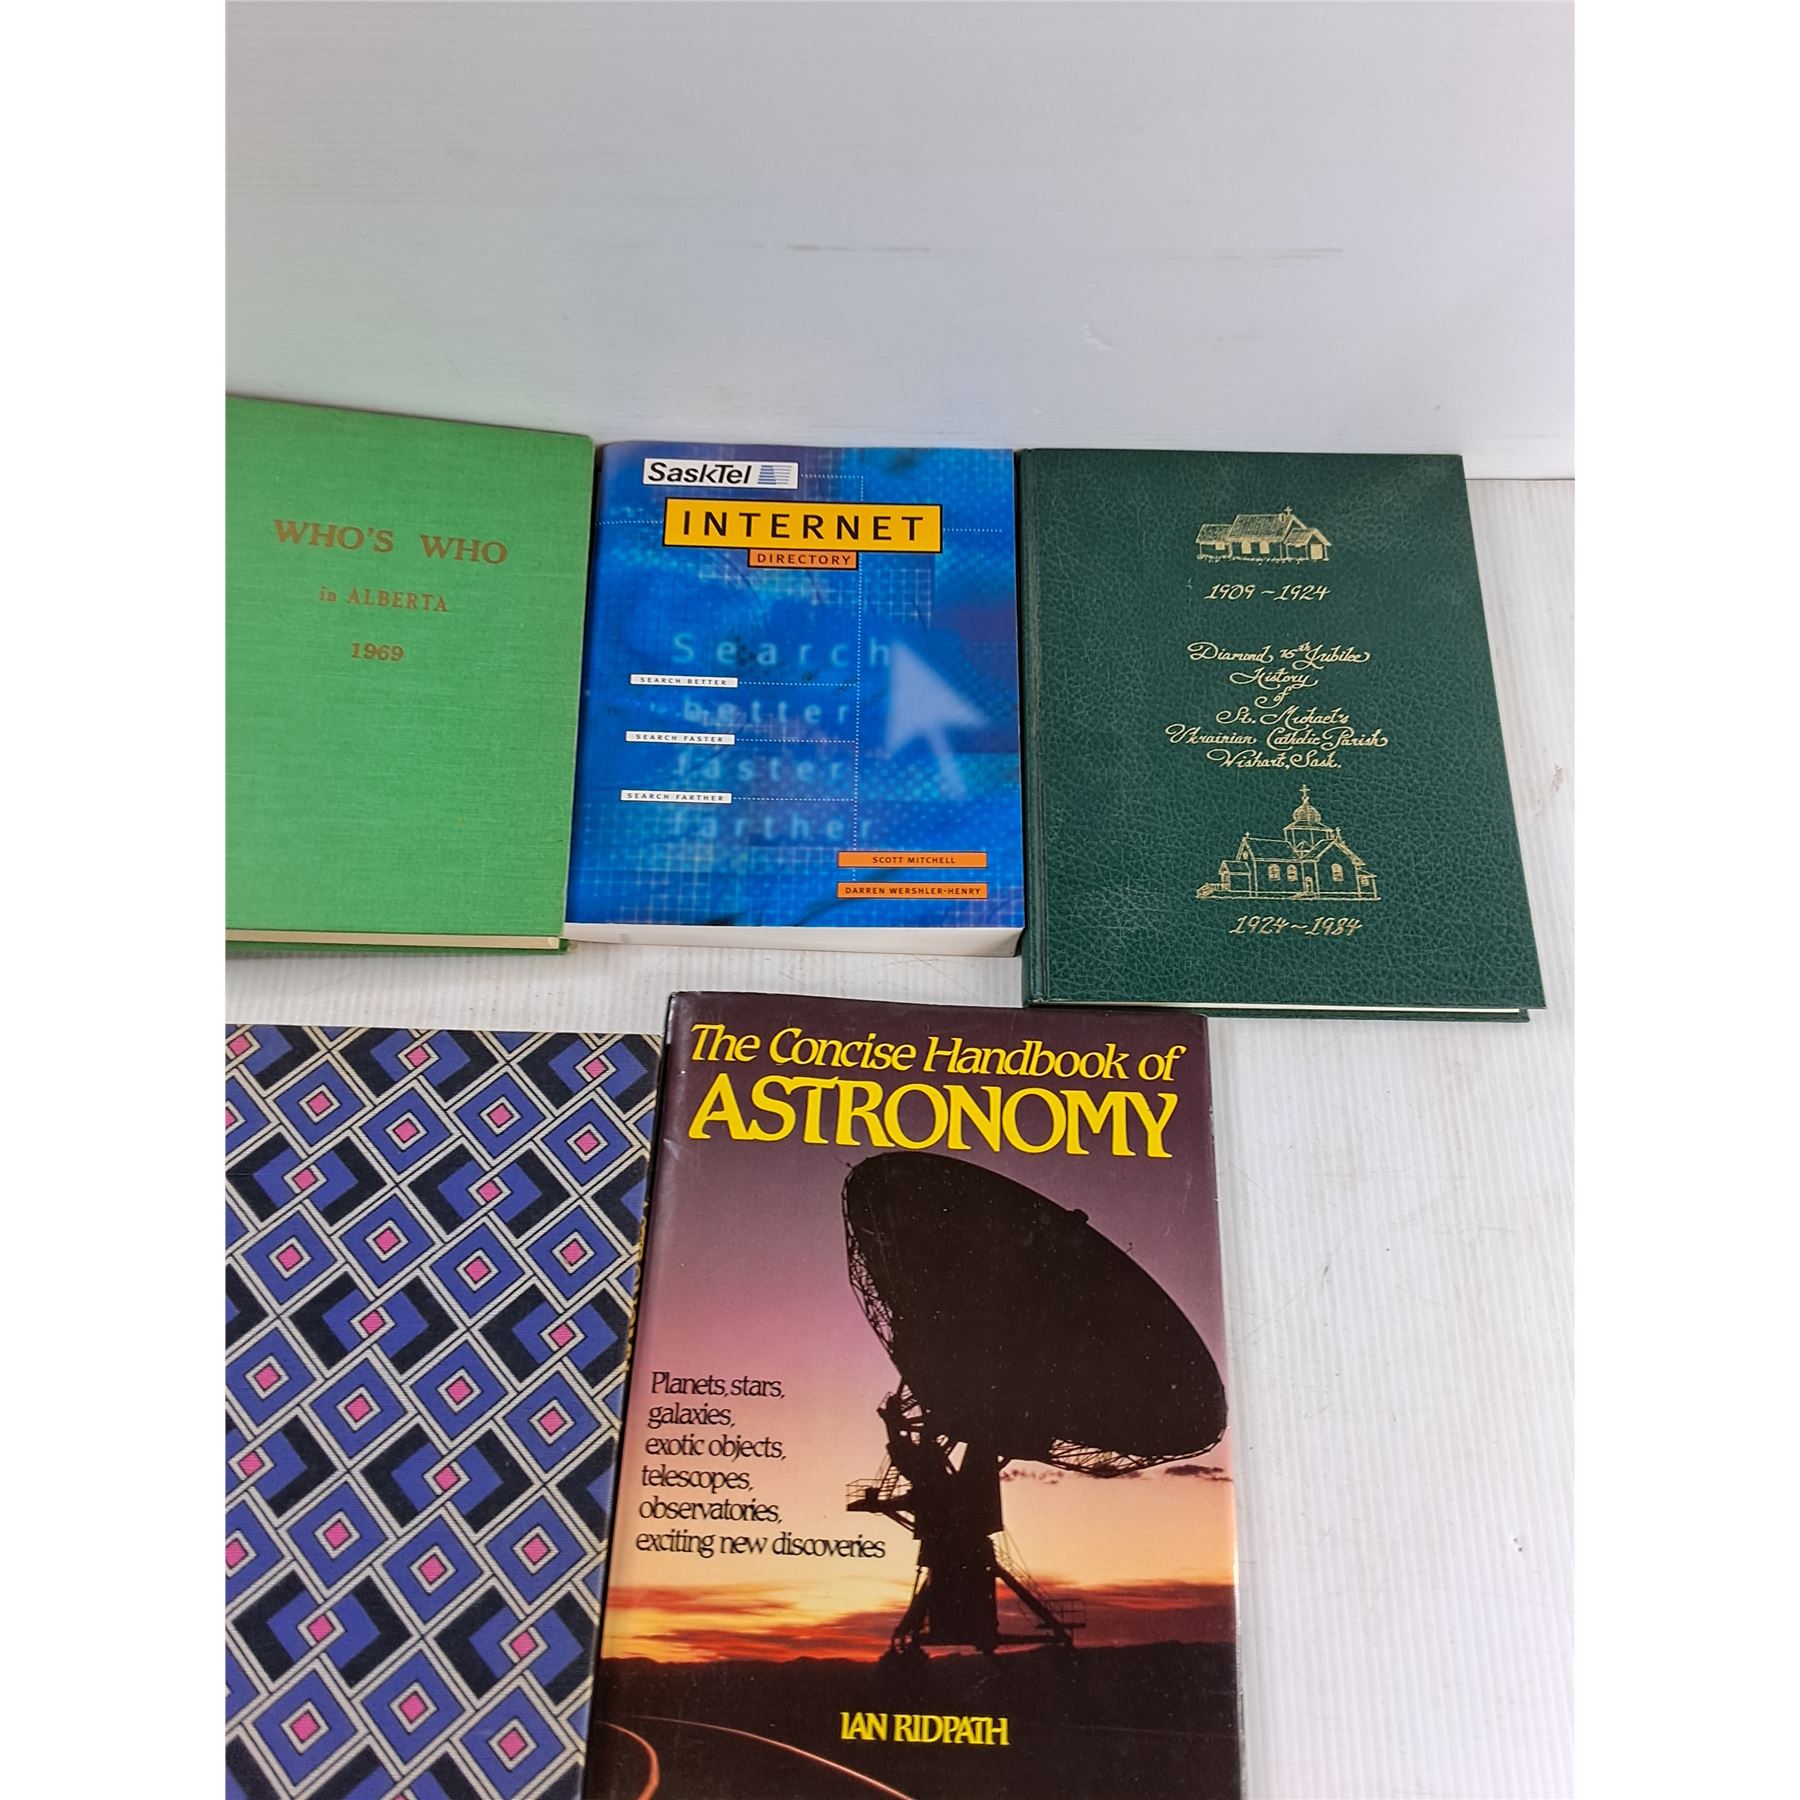 WHO'S WHO
in ALBERTA
1969
SaskTel
INTERNET
DIRECTORY
Search
SEARCH BETTER
better
SEARCH FASTER
faster
SEARCH FARTHER
farther
SCOTT MITCHELL
DARREN WERSHLER-HENRY
1909 ~ 1924
Diamond 75th Jubilee
History
of
St. Michael's
Ukrainian Catholic Parish
Wishart, Sask.
1924 ~ 1984
The Concise Handbook of
ASTRONOMY
Planets, stars,
galaxies,
exotic objects,
telescopes,
observatories,
exciting new discoveries
IAN RIDPATH